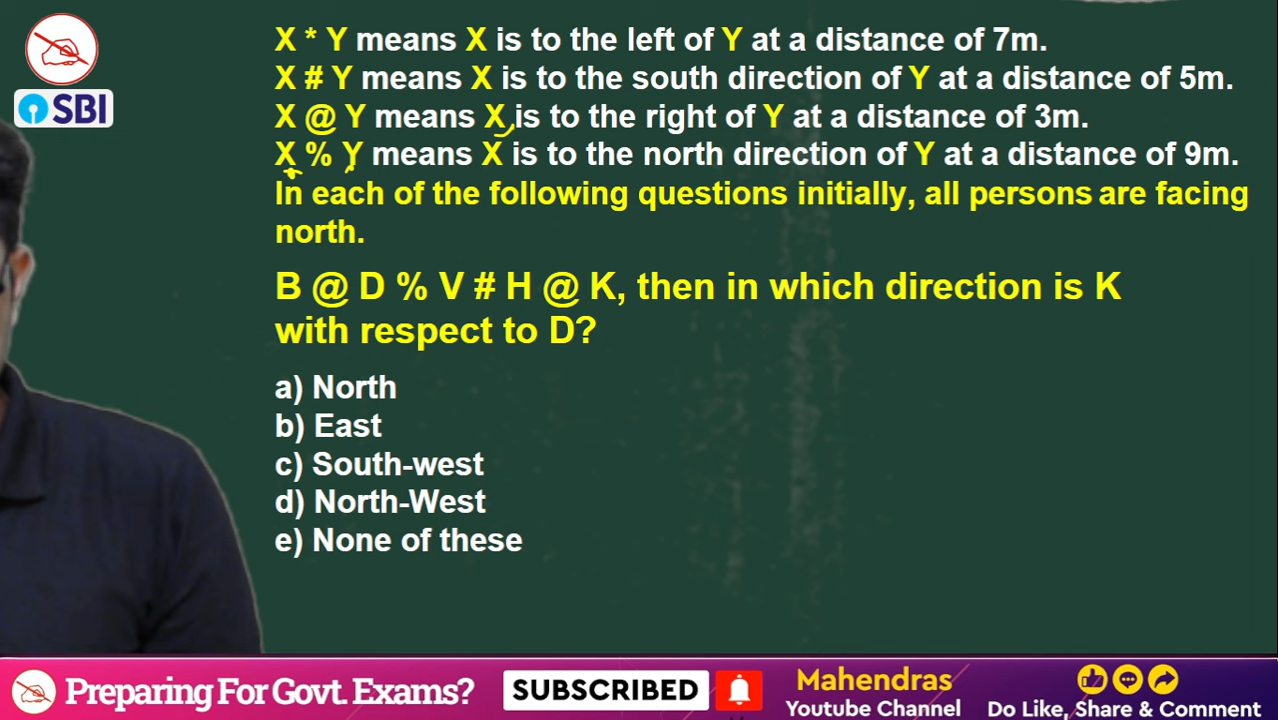 SBI
X * Y means X is to the left of Y at a distance of 7m.
X # Y means X is to the south direction of Y at a distance of 5m.
X @ Y means X is to the right of Y at a distance of 3m.
X % Y means X is to the north direction of Y at a distance of 9m.
In each of the following questions initially, all persons are facing
north.
B @ D % V # H @ K, then in which direction is K
with respect to D?
a) North
b) East
c) South-west
d) North-West
e) None of these
Preparing For Govt. Exams?
SUBSCRIBED
Mahendras
Youtube Channel
Do Like, Share & Comment